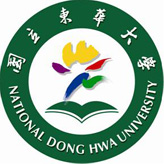 國立東華大學
NATIONAL DONG HWA UNIVERSITY